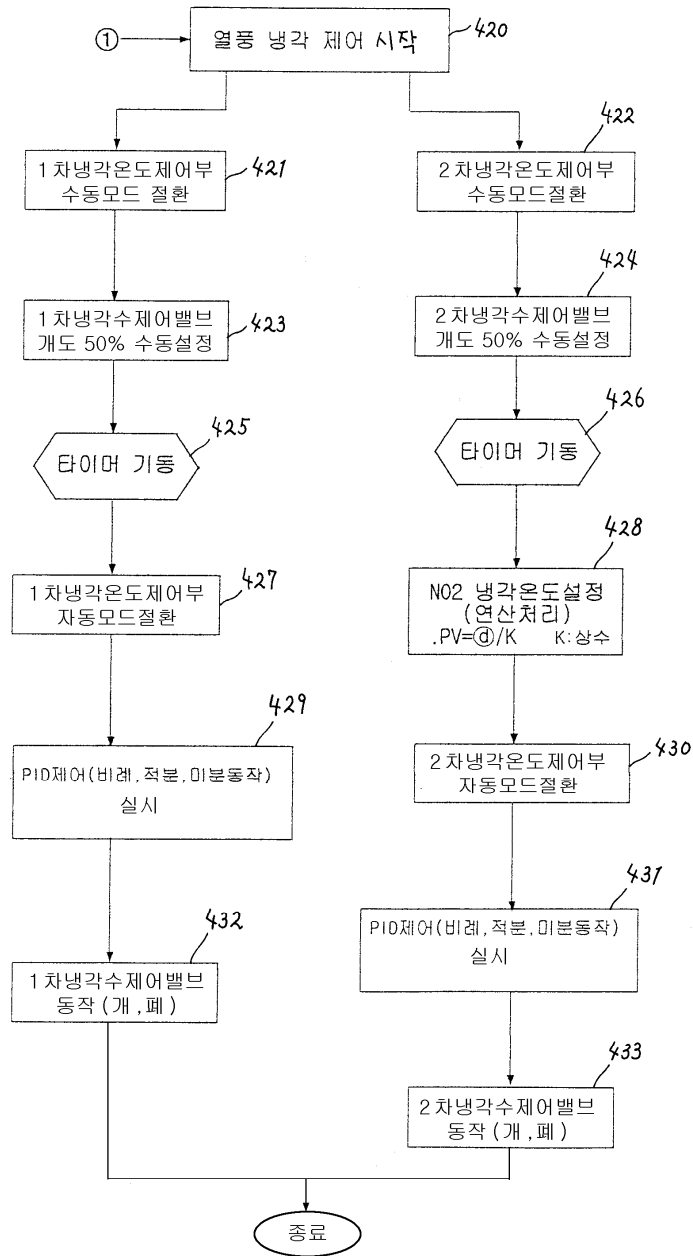 ① 열풍 냉각 제어 시작 420
1차냉각온도제어부
수동모드 절환
421
2차냉각온도제어부
수동모드절환
422
1차냉각수제어밸브
개도 50% 수동설정
423
2차냉각수제어밸브
개도 50% 수동설정
424
타이머 기동
425
타이머 기동
426
1차냉각온도제어부
자동모드절환
427
NO2 냉각온도설정
(연산처리)
.PV=ⓓ/K K:상수
428
PID제어(비례,적분,미분동작)
실시
429
2차냉각온도제어부
자동모드절환
430
PID제어(비례,적분,미분동작)
실시
431
1차냉각수제어밸브
동작(개,폐)
432
2차냉각수제어밸브
동작(개,폐)
433
종료